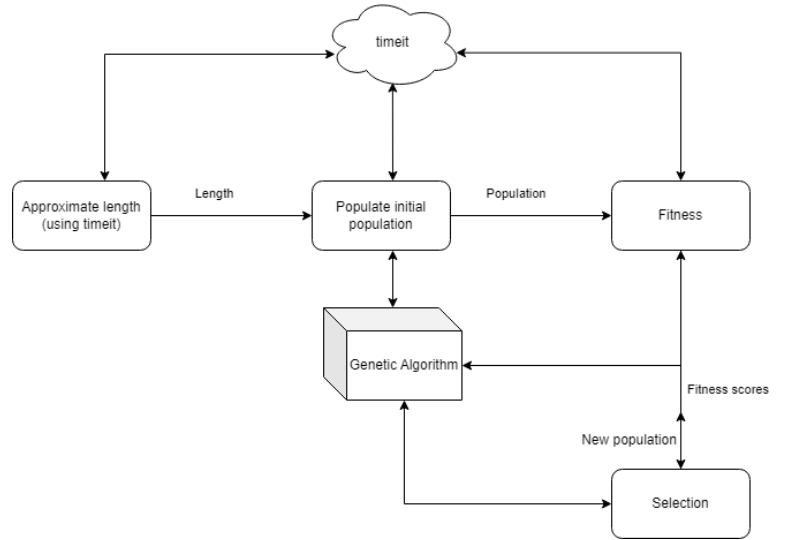 timeit
Length
Population
Approximate length
(using timeit)
Populate initial
population
Fitness
Genetic Algorithm
Fitness scores
New population
Selection